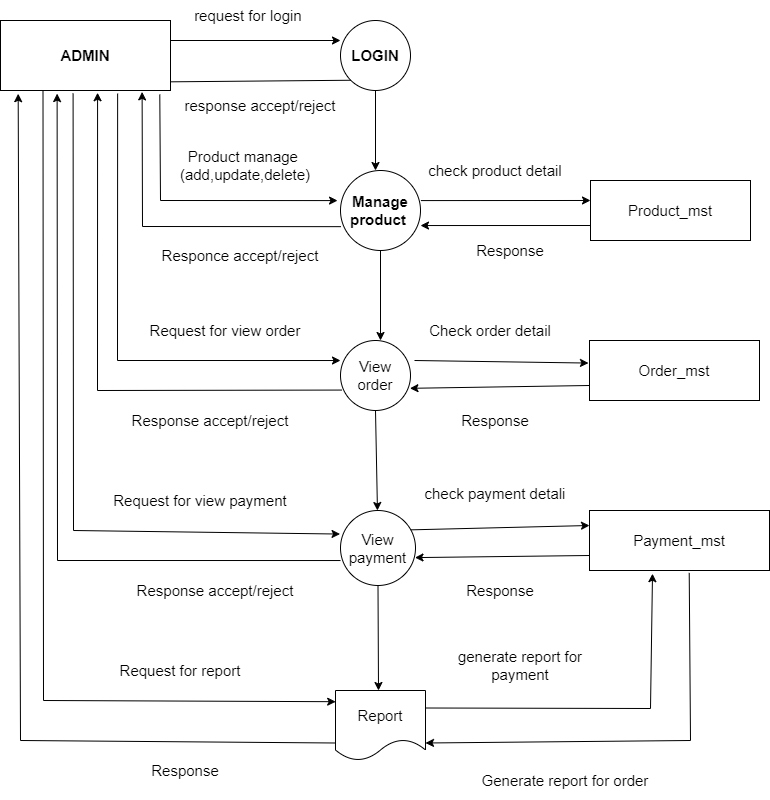 request for login
ADMIN
LOGIN
response accept/reject
Product manage
(add,update,delete)
check product detail
Manage
product
Product_mst
Responce accept/reject
Response
Request for view order
Check order detail
View
order
Order_mst
Response accept/reject
Response
Request for view payment
check payment detali
View
payment
Payment_mst
Response accept/reject
Response
Request for report
generate report for
payment
Report
Response
Generate report for order